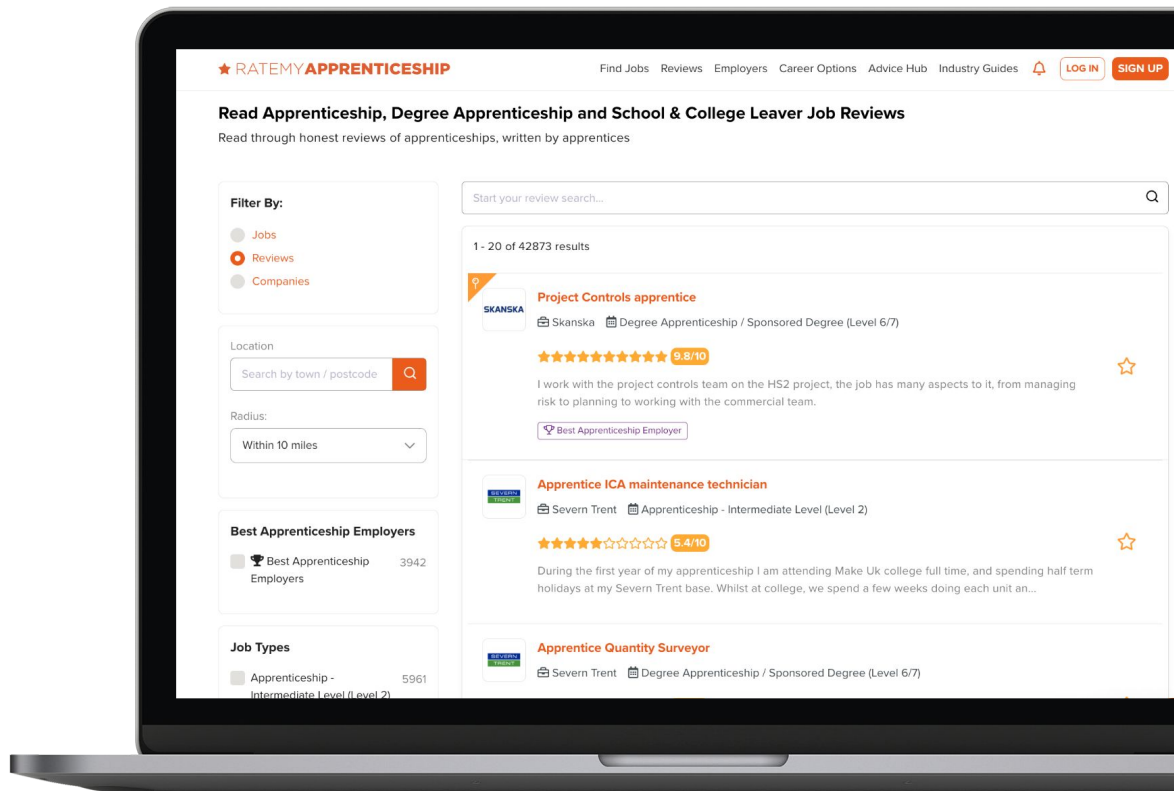 RATEMYAPPRENTICESHIP
Find Jobs Reviews Employers Career Options Advice Hub Industry Guides LOG IN SIGN UP
Read Apprenticeship, Degree Apprenticeship and School & College Leaver Job Reviews
Read through honest reviews of apprenticeships, written by apprentices
Filter By:
Jobs
Reviews
Companies
Location
Search by town / postcode
Radius:
Within 10 miles
Best Apprenticeship Employers
Best Apprenticeship 3942
Employers
Job Types
Apprenticeship - 5961
Intermediate Level (Level 2)
Start your review search...
1 - 20 of 42873 results
SKANSKA
Project Controls apprentice
Skanska Degree Apprenticeship / Sponsored Degree (Level 6/7)
9.8/10
I work with the project controls team on the HS2 project, the job has many aspects to it, from managing
risk to planning to working with the commercial team.
Best Apprenticeship Employer
SEVERN
TRENT
Apprentice ICA maintenance technician
Severn Trent Apprenticeship - Intermediate Level (Level 2)
5.4/10
During the first year of my apprenticeship I am attending Make Uk college full time, and spending half term
holidays at my Severn Trent base. Whilst at college, we spend a few weeks doing each unit an...
SEVERN
TRENT
Apprentice Quantity Surveyor
Severn Trent Degree Apprenticeship / Sponsored Degree (Level 6/7)